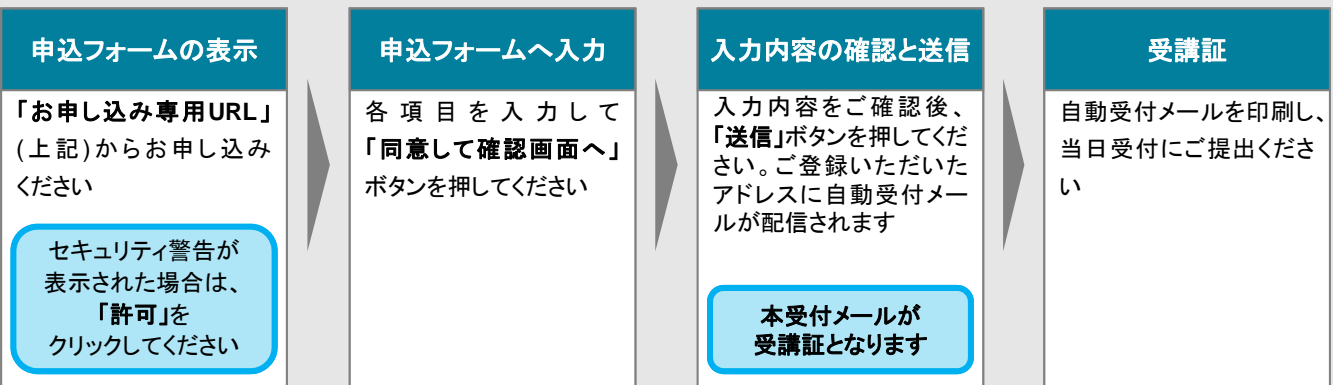 申込フォームの表示
「お申し込み専用URL」
(上記)からお申し込み
ください
セキュリティ警告が
表示された場合は、
「許可」を
クリックしてください
申込フォームへ入力
各項目を入力して
「同意して確認画面へ」
ボタンを押してください
入力内容の確認と送信
入力内容をご確認後、
「送信」ボタンを押してくだ
さい。ご登録いただいた
アドレスに自動受付メー
ルが配信されます
本受付メールが
受講証となります
受講証
自動受付メールを印刷し、
当日受付にご提出くださ
い